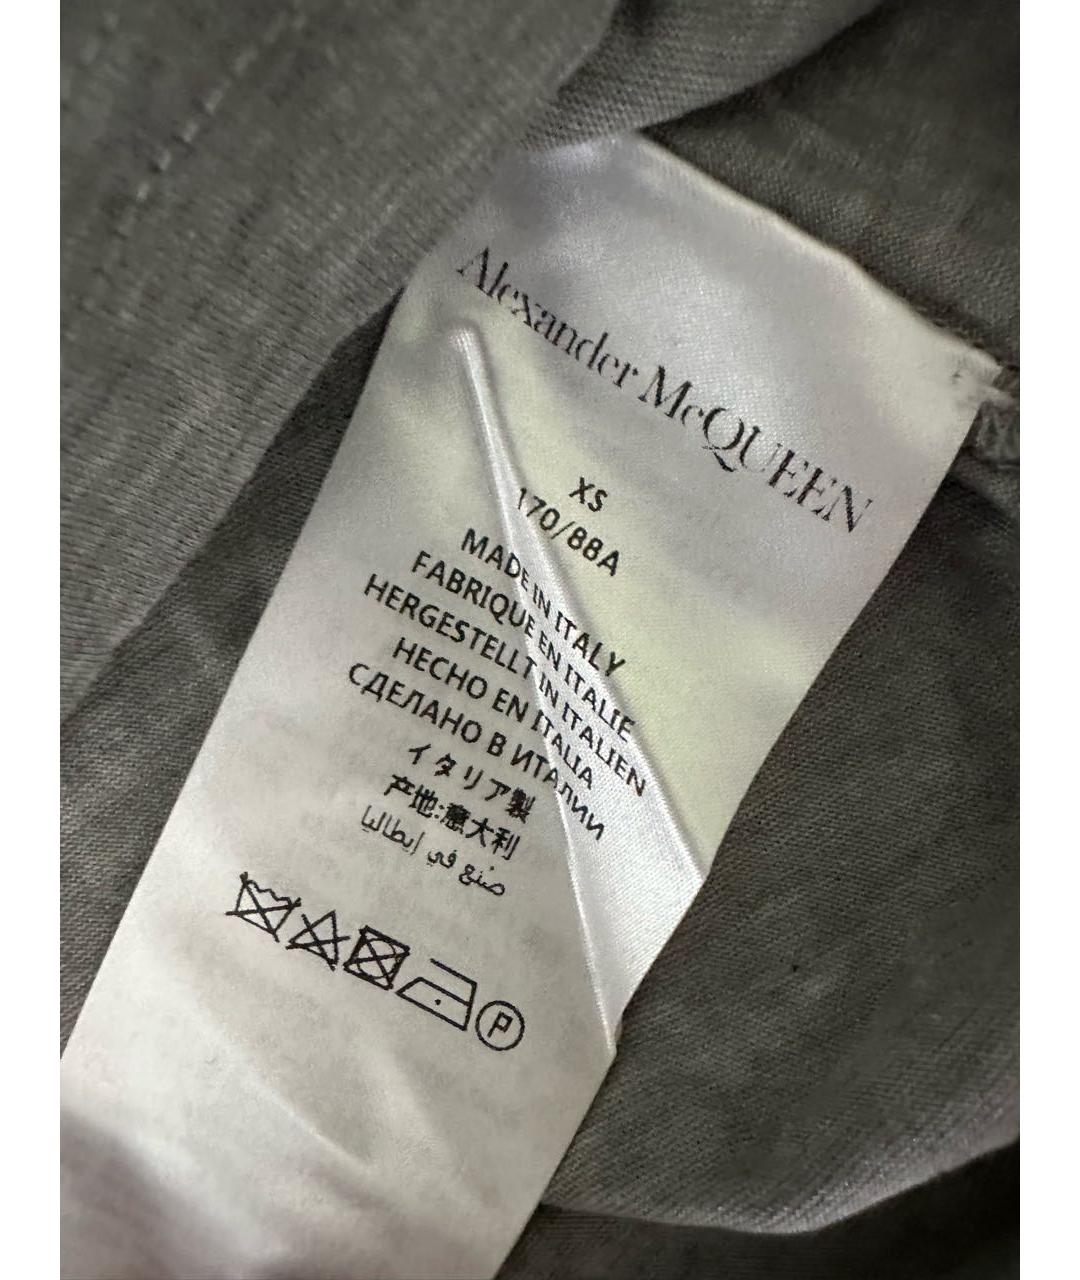 Alexander McQUEEN
XS
170/88A
MADE IN ITALY
FABRIQUE EN ITALIE
HERGESTELLT IN ITALIEN
HECHO EN ITALIA
СДЕЛАНО В ИТАЛИИ
イタリア製
产地:意大利
صنع في إيطاليا
P